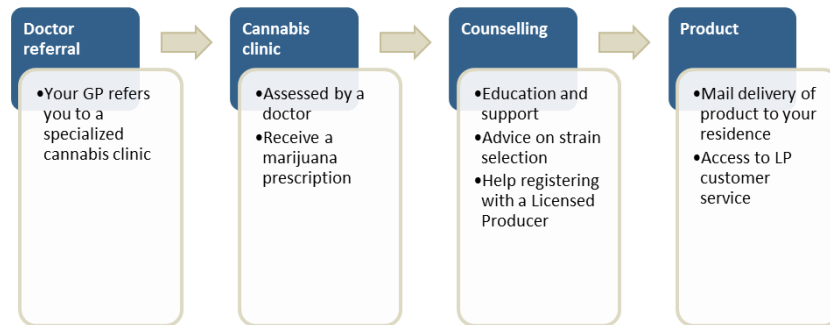 Doctor
referral
•Your GP refers
you to a
specialized
cannabis clinic
Cannabis
clinic
•Assessed by a
doctor
•Receive a
marijuana
prescription
Counselling
•Education and
support
•Advice on strain
selection
•Help registering
with a Licensed
Producer
Product
•Mail delivery of
product to your
residence
•Access to LP
customer
service